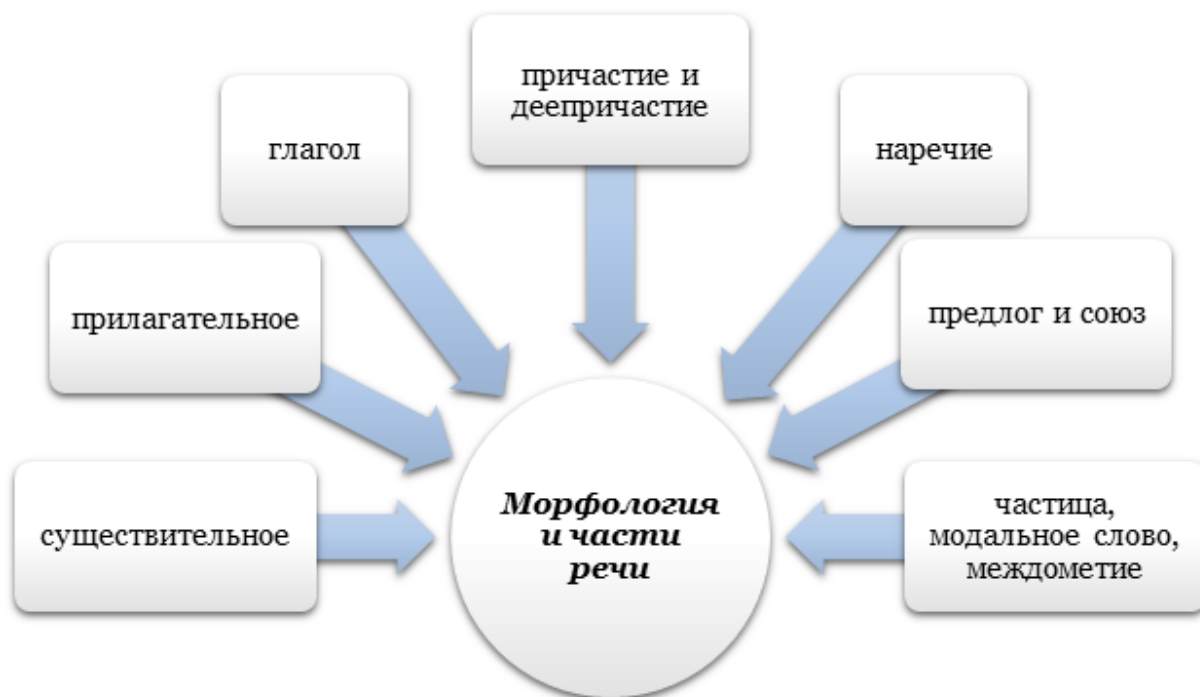 причастие и
деепричастие
глагол
наречие
прилагательное
предлог и союз
существительное
Морфология
и части
речи
частица,
модальное слово,
междометие